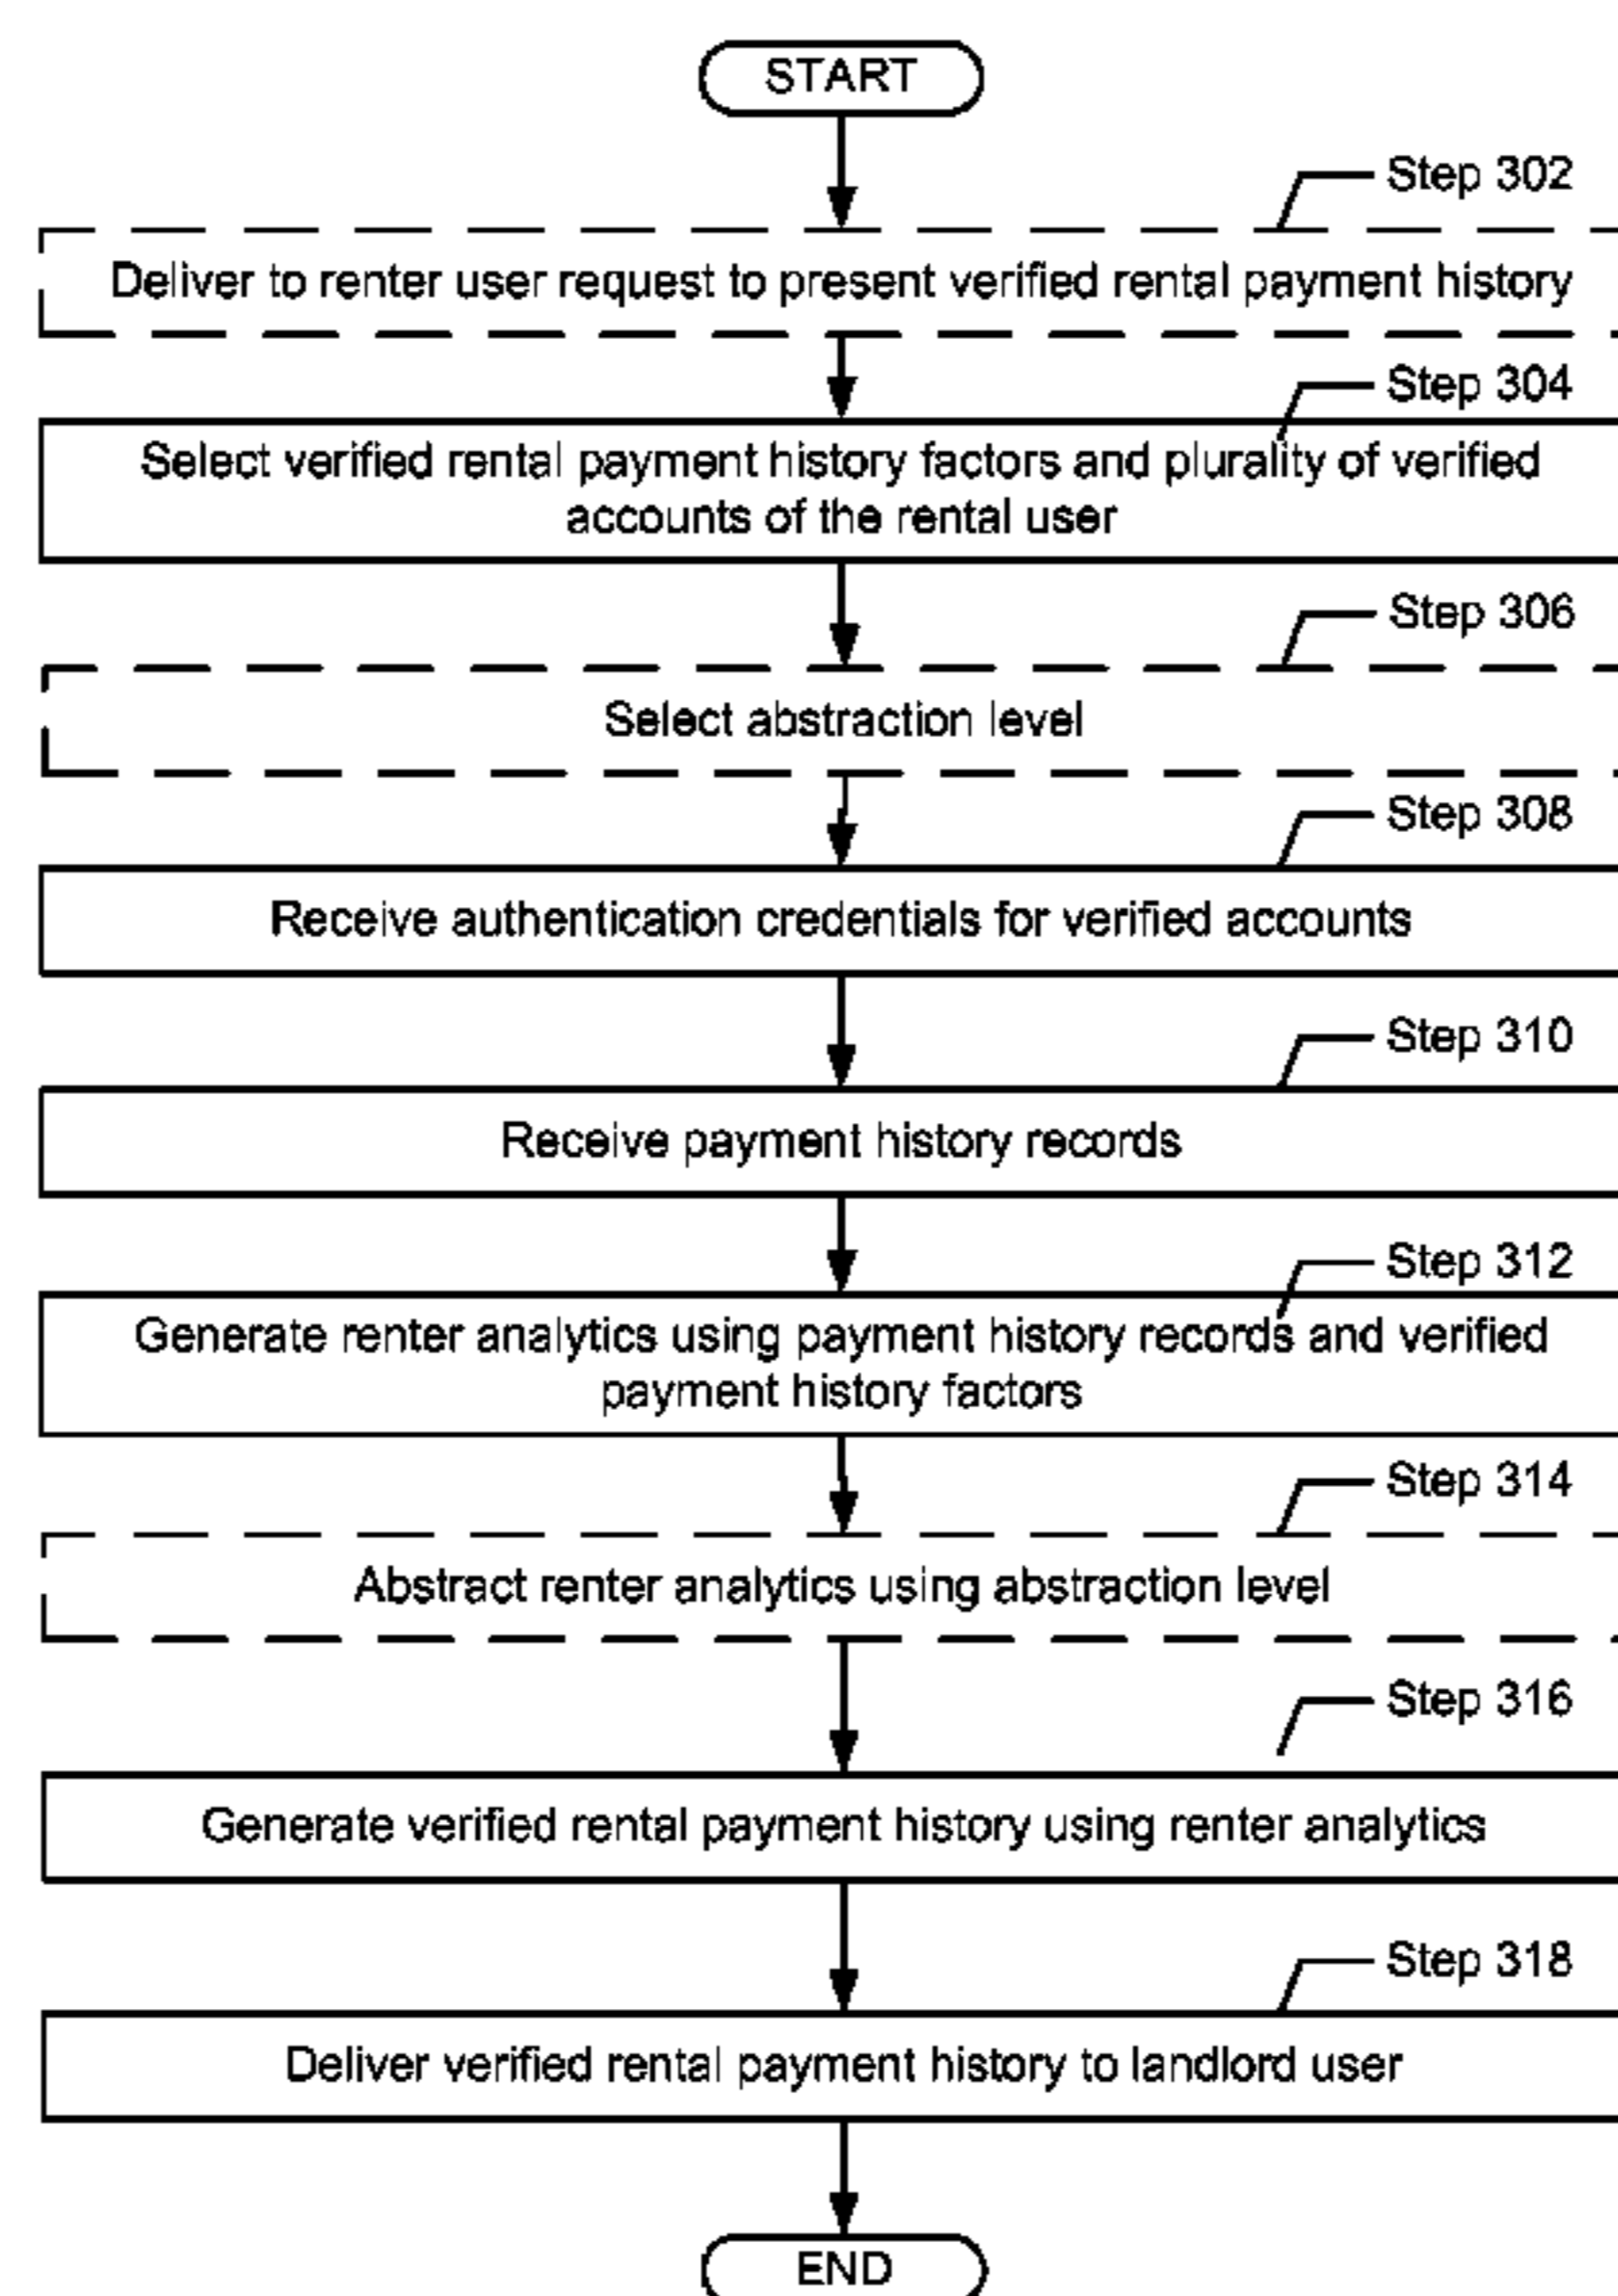 START
Step 302
Deliver to renter user request to present verified rental payment history
Step 304
Select verified rental payment history factors and plurality of verified
accounts of the rental user
Step 306
Select abstraction level
Step 308
Receive authentication credentials for verified accounts
Step 310
Receive payment history records
Step 312
Generate renter analytics using payment history records and verified
payment history factors
Step 314
Abstract renter analytics using abstraction level
Step 316
Generate verified rental payment history using renter analytics
Step 318
Deliver verified rental payment history to landlord user
END